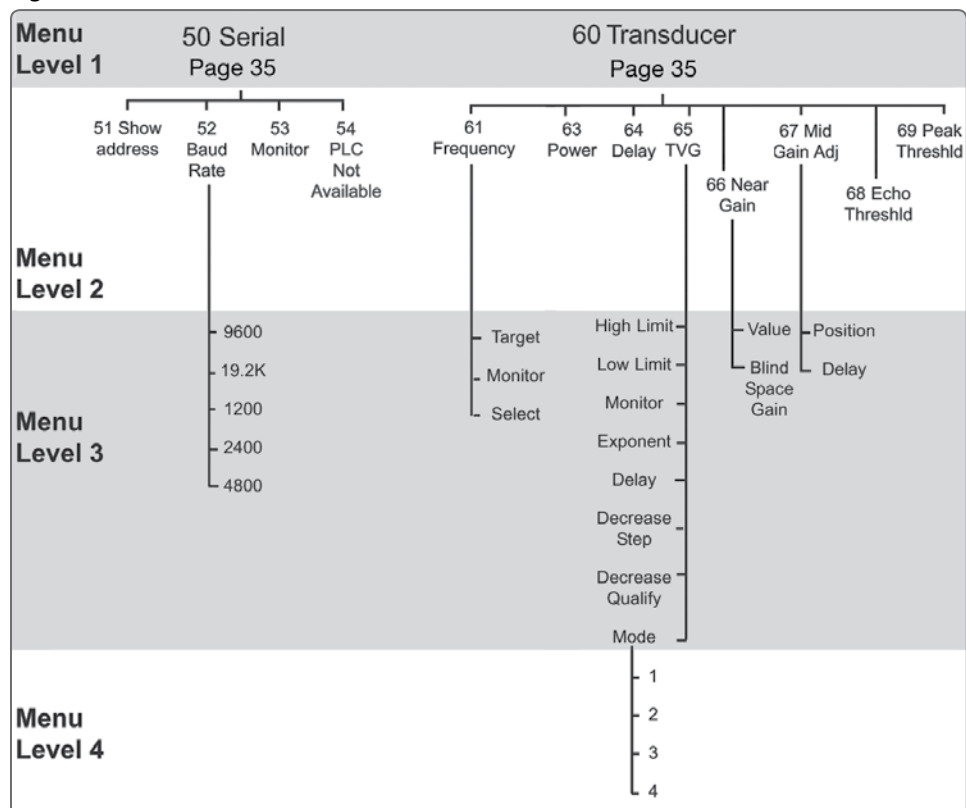 Menu
Level 1
50 Serial
Page 35
60 Transducer
Page 35
51 Show
address
52
Baud
Rate
53
Monitor
54
PLC
Not
Available
61
Frequency
63
Power
64
Delay
65
TVG
66 Near
Gain
67 Mid
Gain Adj
68 Echo
Threshld
69 Peak
Threshld
Menu
Level 2
Menu
Level 3
9600
19.2K
1200
2400
4800
Target
Monitor
Select
High Limit
Low Limit
Monitor
Exponent
Delay
Decrease
Step
Decrease
Qualify
Mode
Value
Blind
Space
Gain
Position
Delay
Menu
Level 4
1
2
3
4